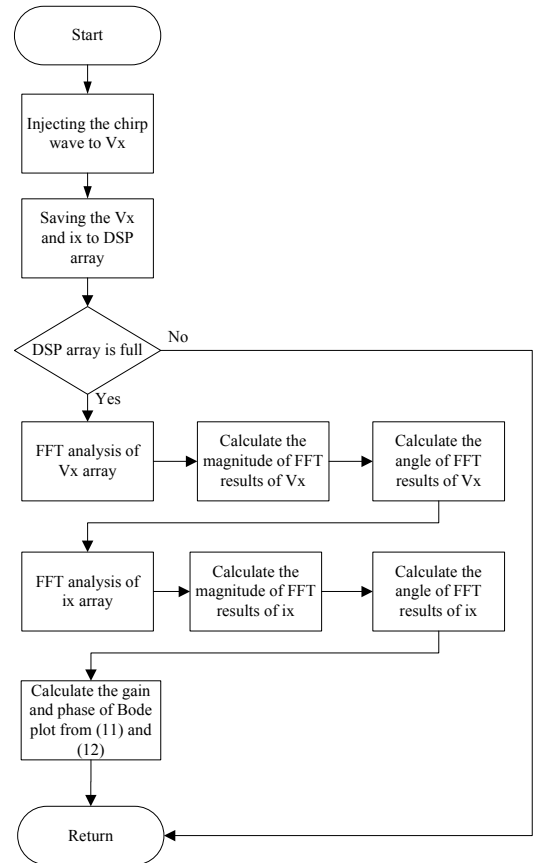 Start
Injecting the chirp
wave to Vx
Saving the Vx
and ix to DSP
array
DSP array is full
No
Yes
FFT analysis of
Vx array
Calculate the
magnitude of FFT
results of Vx
Calculate the
angle of FFT
results of Vx
FFT analysis of
ix array
Calculate the
magnitude of FFT
results of ix
Calculate the
angle of FFT
results of ix
Calculate the gain
and phase of Bode
plot from (11) and
(12)
Return